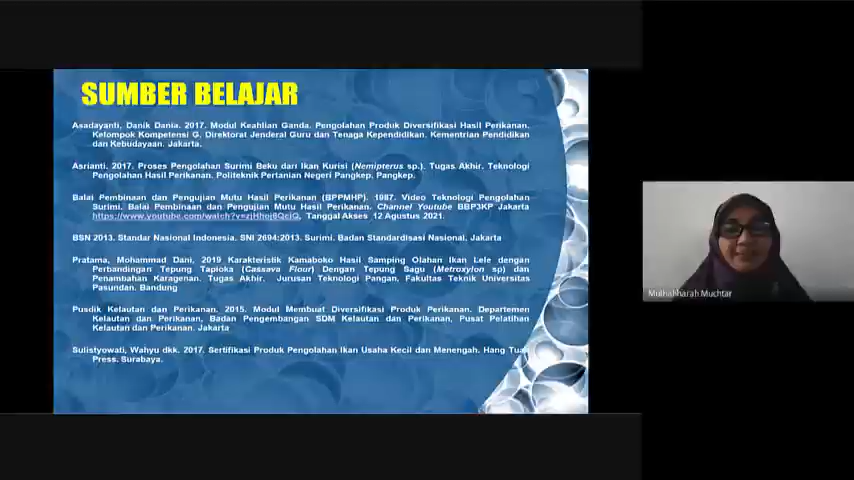 SUMBER BELAJAR
Asadayanti, Danik Dania. 2017. Modul Keahlian Ganda. Pengolahan Produk Diversifikasi Hasil Perikanan.
Kelompok Kompetensi G. Direktorat Jenderal Guru dan Tenaga Kependidikan. Kementrian Pendidikan
dan Kebudayaan. Jakarta.
Asrianti. 2017. Proses Pengolahan Surimi Beku dari Ikan Kurisi (Nemipterus sp.). Tugas Akhir. Teknologi
Pengolahan Hasil Perikanan. Politeknik Pertanian Negeri Pangkep, Pangkep.
Balai Pembinaan dan Pengujian Mutu Hasil Perikanan (BPPMHP). 1987. Video Teknologi Pengolahan
Surimi. Balai Pembinaan dan Pengujian Mutu Hasil Perikanan. Channel Youtube BBP3KP Jakarta
Tanggal Akses 12 Agustus 2021.
BSN 2013. Standar Nasional Indonesia. SNI 2694:2013. Surimi. Badan Standardisasi Nasional. Jakarta
Pratama, Mohammad Dani, 2019 Karakteristik Kamaboko Hasil Samping Olahan Ikan Lele dengan
Perbandingan Tepung Tapioka (Cassava Flour) Dengan Tepung Sagu (Metroxylon sp) dan
Penambahan Karagenan. Tugas Akhir. Jurusan Teknologi Pangan, Fakultas Teknik Universitas
Pasundan. Bandung
Pusdik Kelautan dan Perikanan. 2015. Modul Membuat Diversifikasi Produk Perikanan. Departemen
Kelautan dan Perikanan, Badan Pengembangan SDM Kelautan dan Perikanan, Pusat Pelatihan
Kelautan dan Perikanan. Jakarta
Sulistyowati, Wahyu dkk. 2017. Sertifikasi Produk Pengolahan Ikan Usaha Kecil dan Menengah. Hang Tuah
Press. Surabaya.
Muthahharah Muchtar